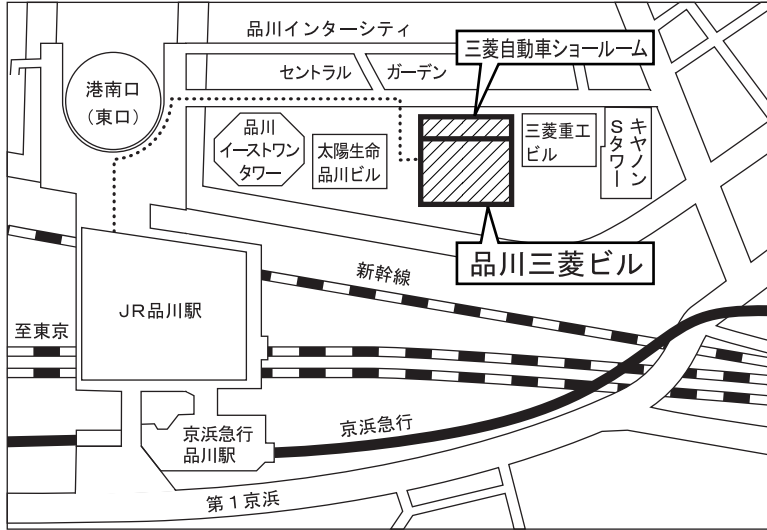 品川インターシティ
三菱自動車ショールーム
セントラル ガーデン
港南口
（東口）
品川
イーストワン
タワー
太陽生命
品川ビル
三菱重工
ビル
キヤノン
Sタワー
品川三菱ビル
新幹線
JR品川駅
至東京
京浜急行
京浜急行
品川駅
第1京浜